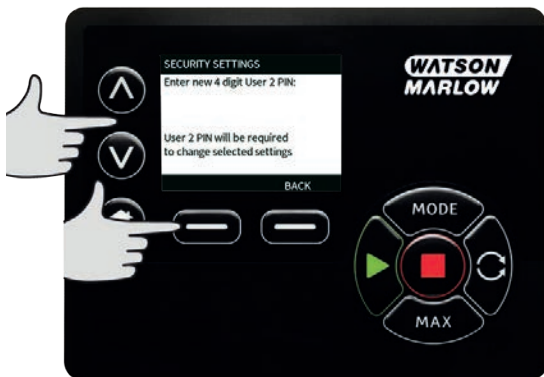 SECURITY SETTINGS
Enter new 4 digit User 2 PIN:
User 2 PIN will be required
to change selected settings
BACK
WATSON
MARLOW
MODE
MAX